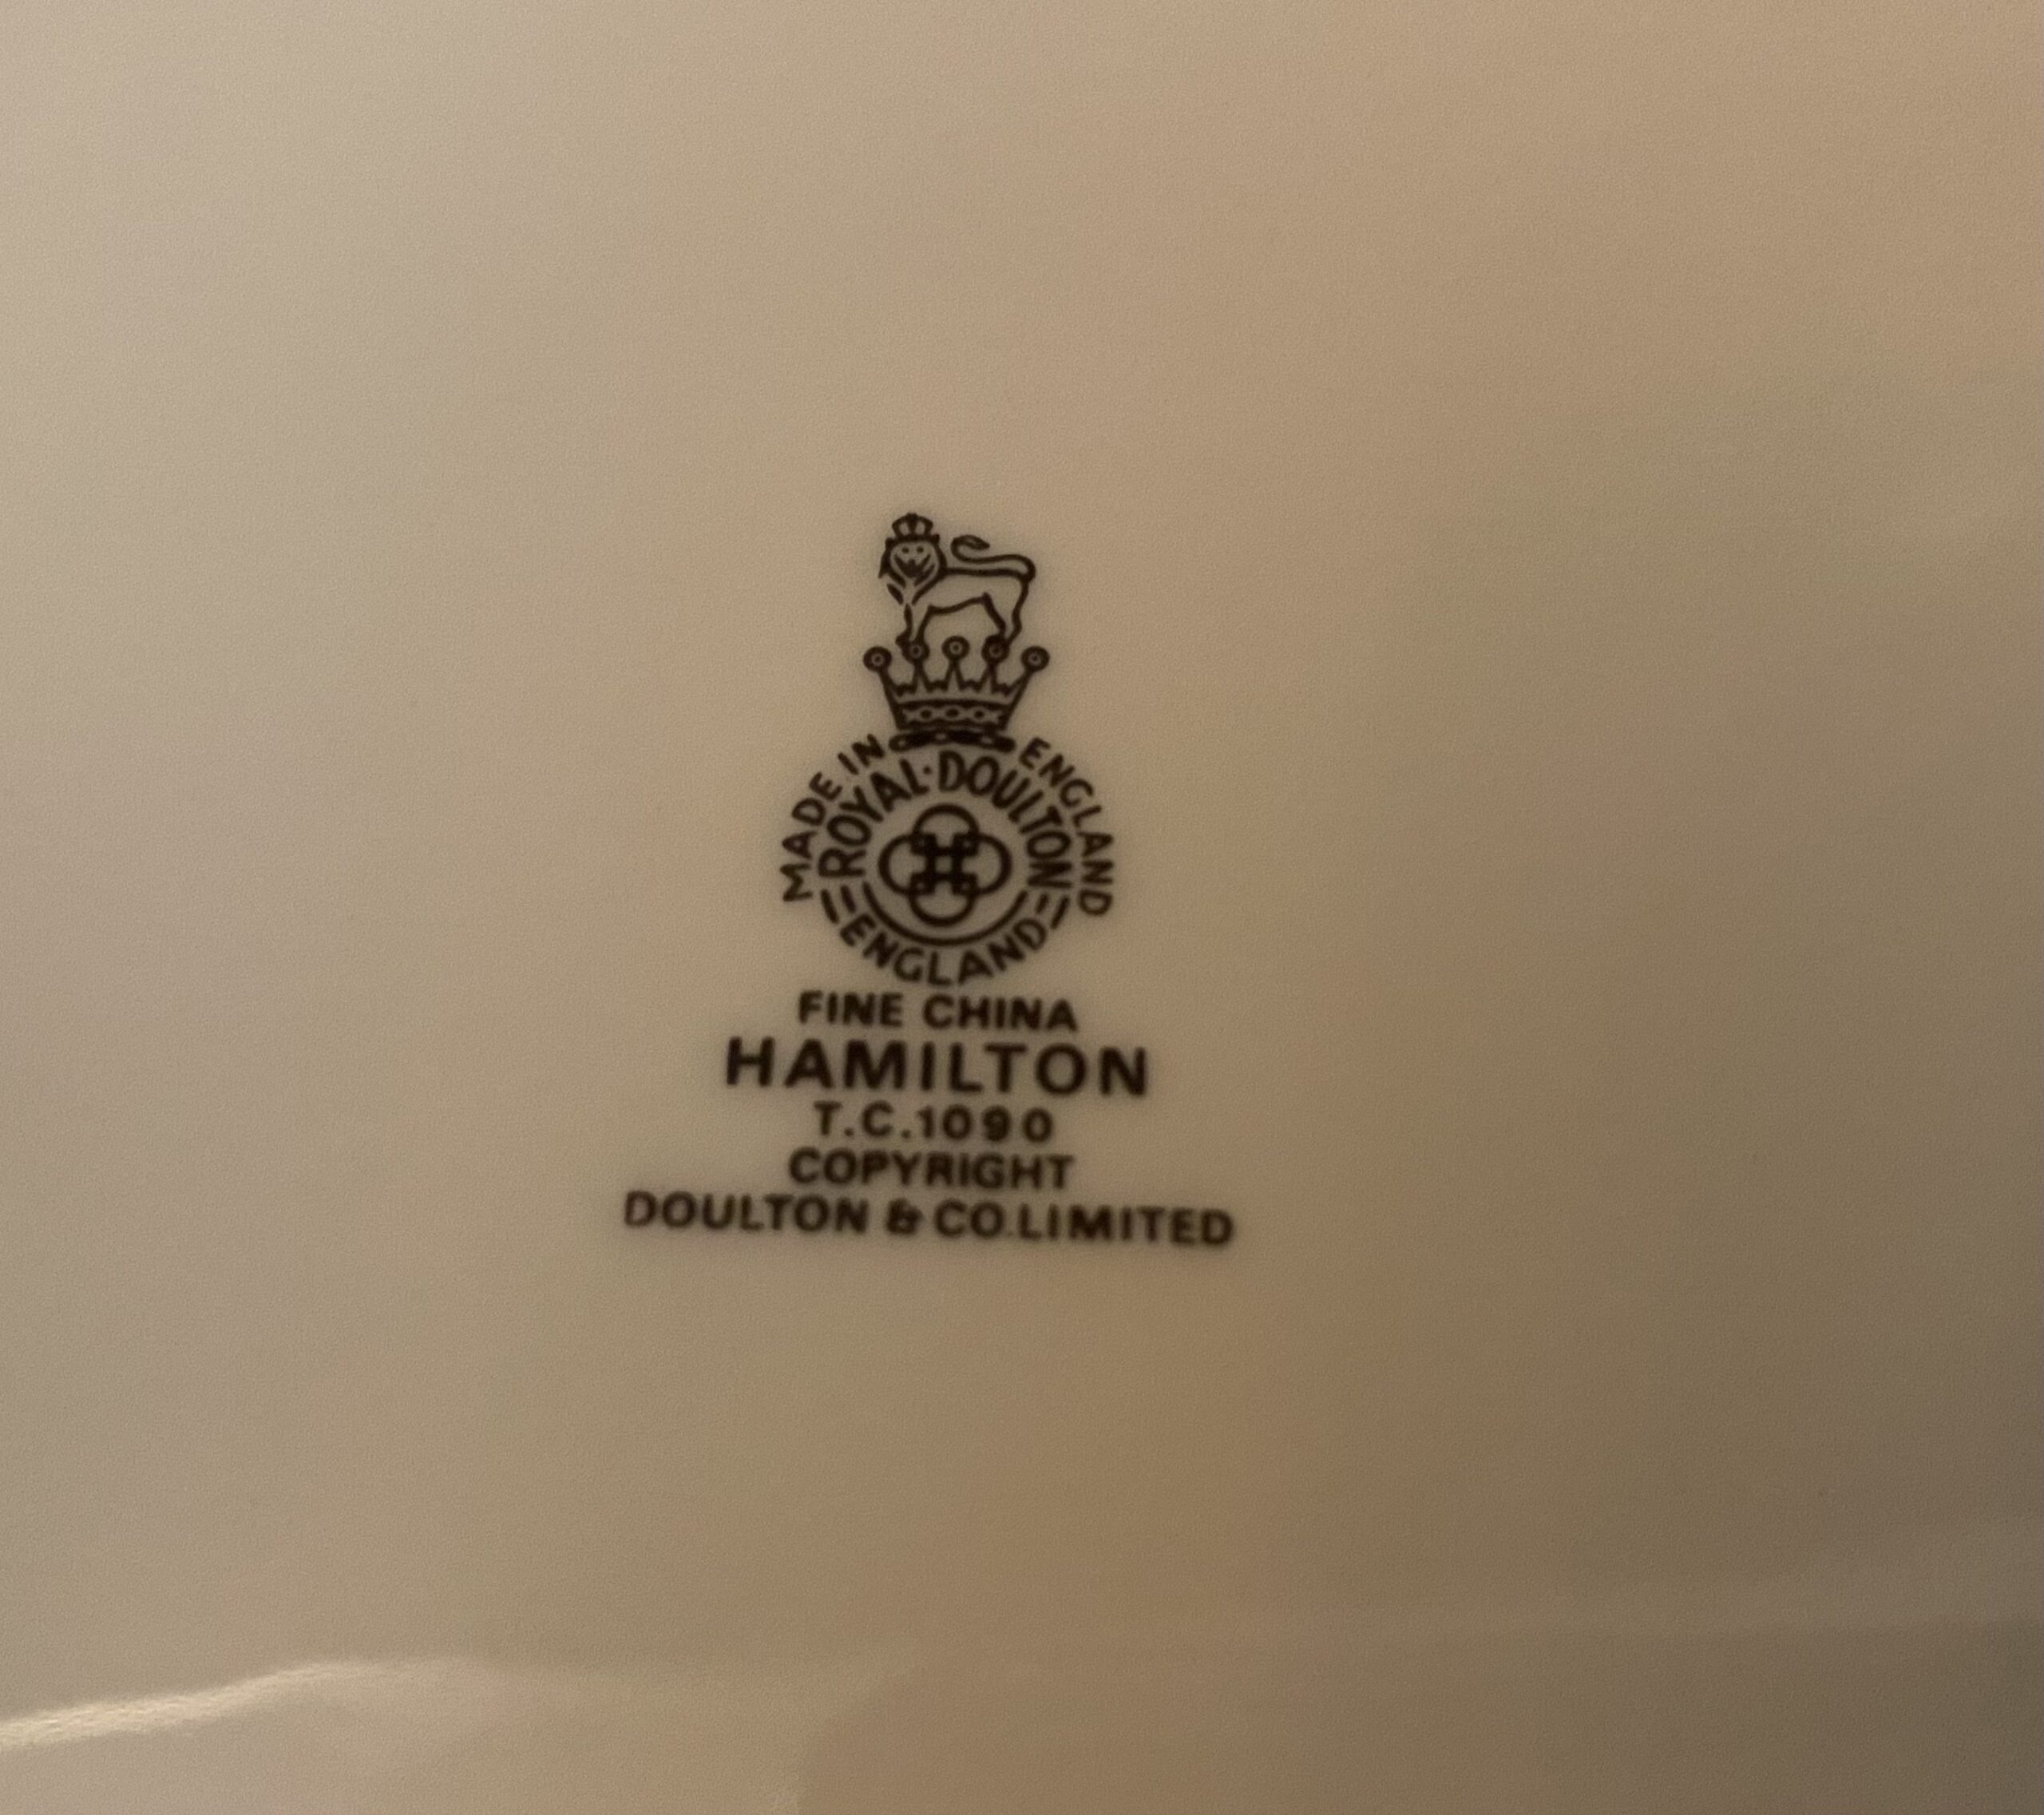 MADE IN ENGLAND
ROYAL·DOULTON
ENGLAND
FINE CHINA
HAMILTON
T.C.1090
COPYRIGHT
DOULTON & CO.LIMITED